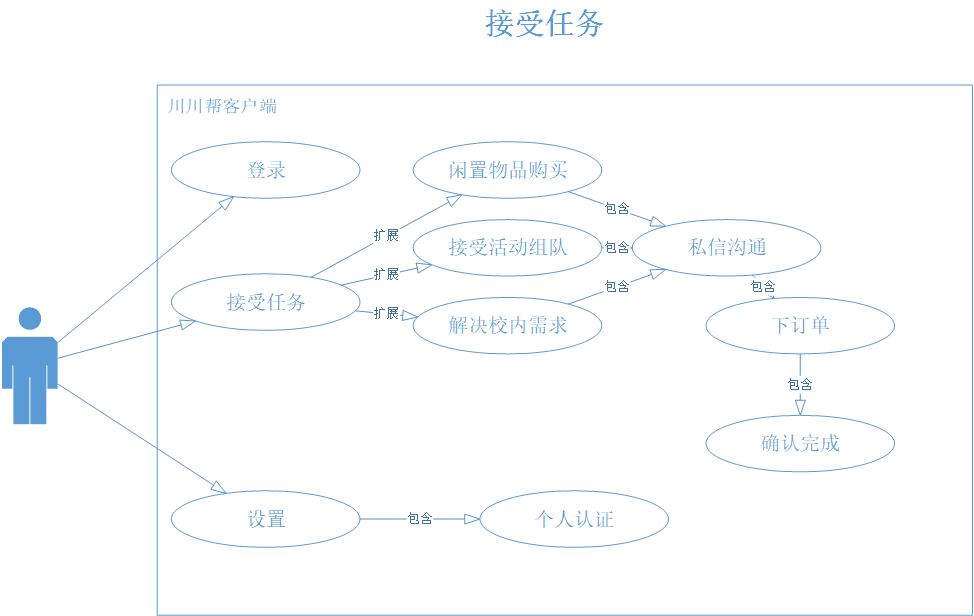 接受任务
川川帮客户端
登录
闲置物品购买
包含
扩展
接受活动组队
包含
私信沟通
扩展
接受任务
包含
包含
扩展
解决校内需求
下订单
包含
确认完成
设置
包含
个人认证